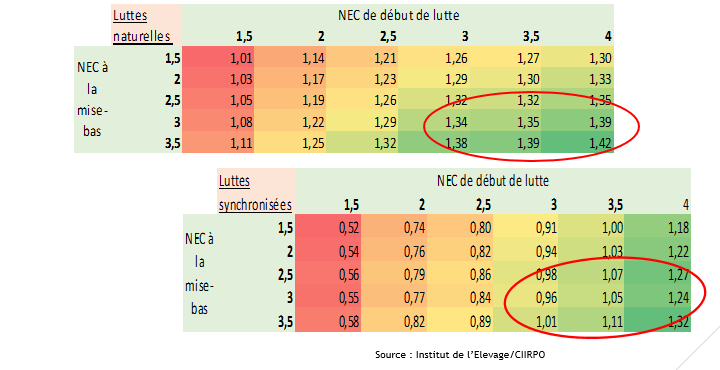 Luttes naturelles NEC de début de lutte
1,5 2 2,5 3 3,5 4
NEC à la mise-bas
1,5 1,01 1,14 1,21 1,26 1,27 1,30
2 1,03 1,17 1,23 1,29 1,30 1,33
2,5 1,05 1,19 1,26 1,32 1,32 1,35
3 1,08 1,22 1,29 1,34 1,35 1,39
3,5 1,11 1,25 1,32 1,38 1,39 1,42
Luttes synchronisées NEC de début de lutte
1,5 2 2,5 3 3,5 4
NEC à la mise-bas
1,5 0,52 0,74 0,80 0,91 1,00 1,18
2 0,54 0,76 0,82 0,94 1,03 1,22
2,5 0,56 0,79 0,86 0,98 1,07 1,27
3 0,55 0,77 0,84 0,96 1,05 1,24
3,5 0,58 0,82 0,89 1,01 1,11 1,32
Source : Institut de l'Elevage/CIIRPO